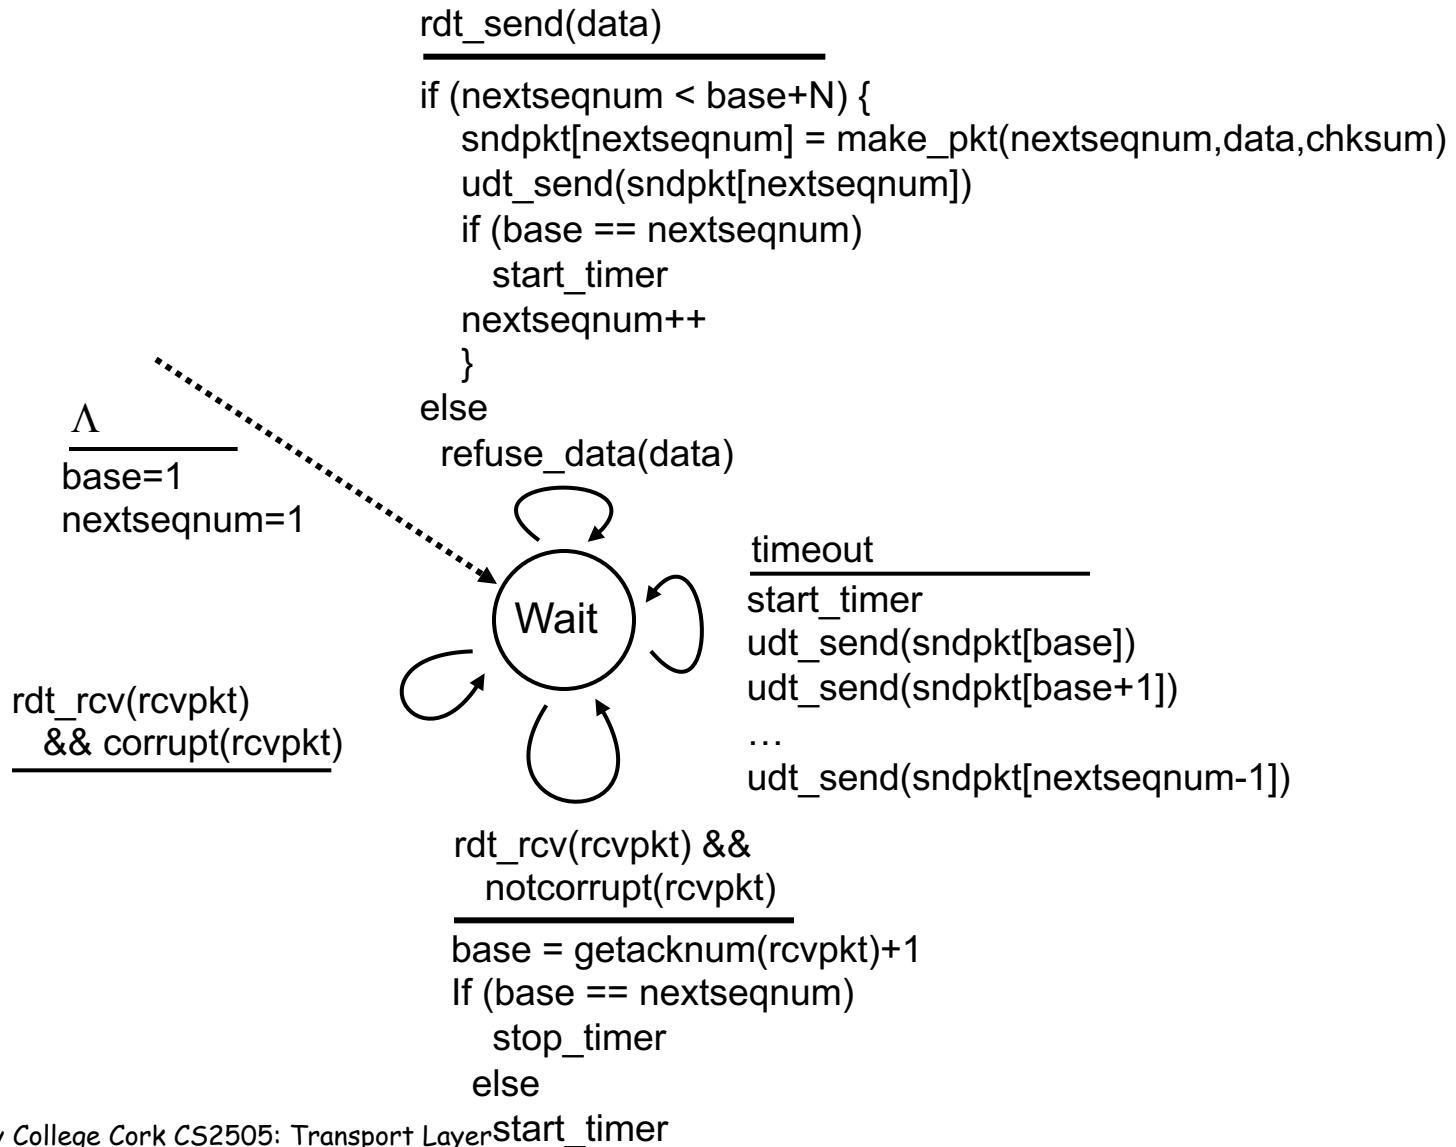 rdt_send(data)
if (nextseqnum < base+N) {
sndpkt[nextseqnum] = make_pkt(nextseqnum,data,chksum)
udt_send(sndpkt[nextseqnum])
if (base == nextseqnum)
start_timer
nextseqnum++
}
else
refuse_data(data)
Λ
base=1
nextseqnum=1
Wait
timeout
start_timer
udt_send(sndpkt[base])
udt_send(sndpkt[base+1])
…
udt_send(sndpkt[nextseqnum-1])
rdt_rcv(rcvpkt)
&& corrupt(rcvpkt)
rdt_rcv(rcvpkt) &&
notcorrupt(rcvpkt)
base = getacknum(rcvpkt)+1
If (base == nextseqnum)
stop_timer
else
start_timer
College Cork CS2505: Transport Layer